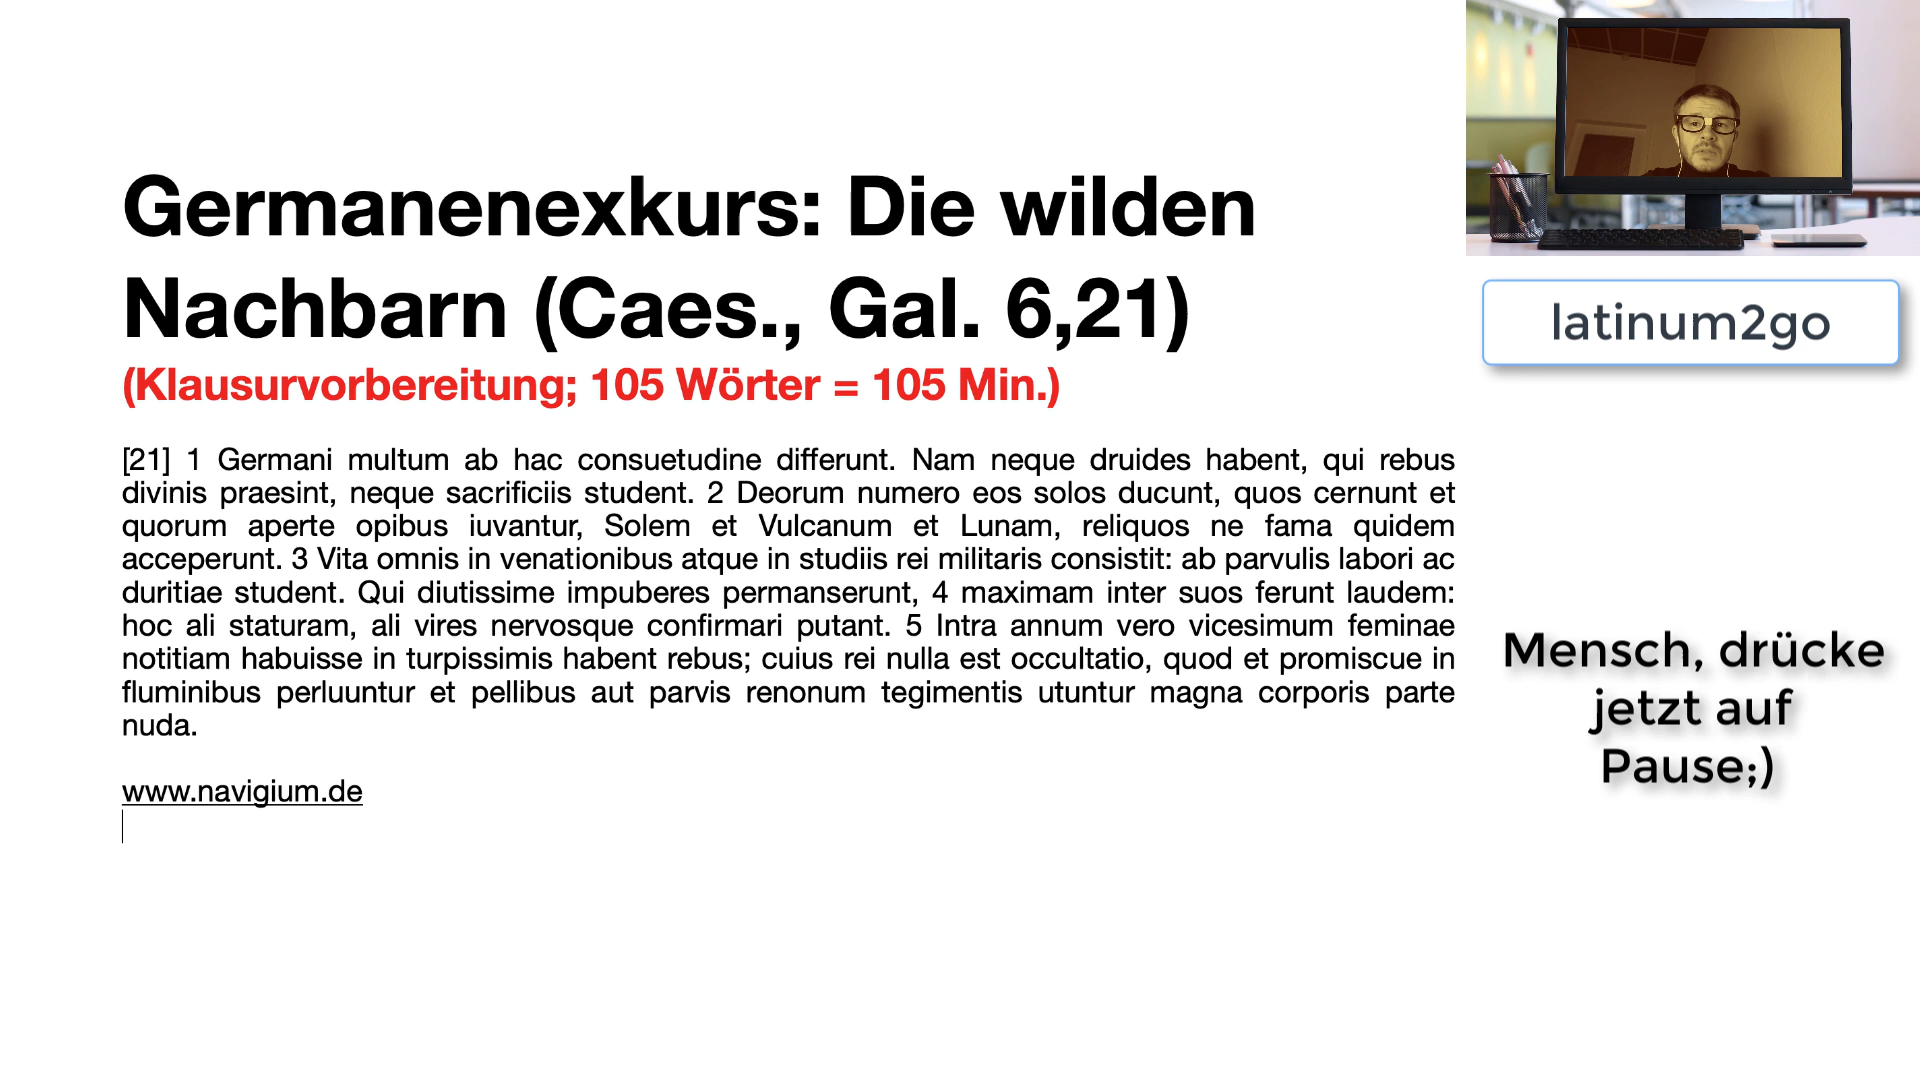 Germanenexkurs: Die wilden
Nachbarn (Caes., Gal. 6,21)
(Klausurvorbereitung; 105 Wörter = 105 Min.)
[21] 1 Germani multum ab hac consuetudine differunt. Nam neque druides habent, qui rebus
divinis praesint, neque sacrificiis student. 2 Deorum numero eos solos ducunt, quos cernunt et
quorum aperte opibus iuvantur, Solem et Vulcanum et Lunam, reliquos ne fama quidem
acceperunt. 3 Vita omnis in venationibus atque in studiis rei militaris consistit: ab parvulis labori ac
duritiae student. Qui diutissime impuberes permanserunt, 4 maximam inter suos ferunt laudem:
hoc ali staturam, ali vires nervosque confirmari putant. 5 Intra annum vero vicesimum feminae
notitiam habuisse in turpissimis habent rebus; cuius rei nulla est occultatio, quod et promiscue in
fluminibus perluuntur et pellibus aut parvis renonum tegimentis utuntur magna corporis parte
nuda.
www.navigium.de
latinum2go
Mensch, drücke
jetzt auf
Pause;)